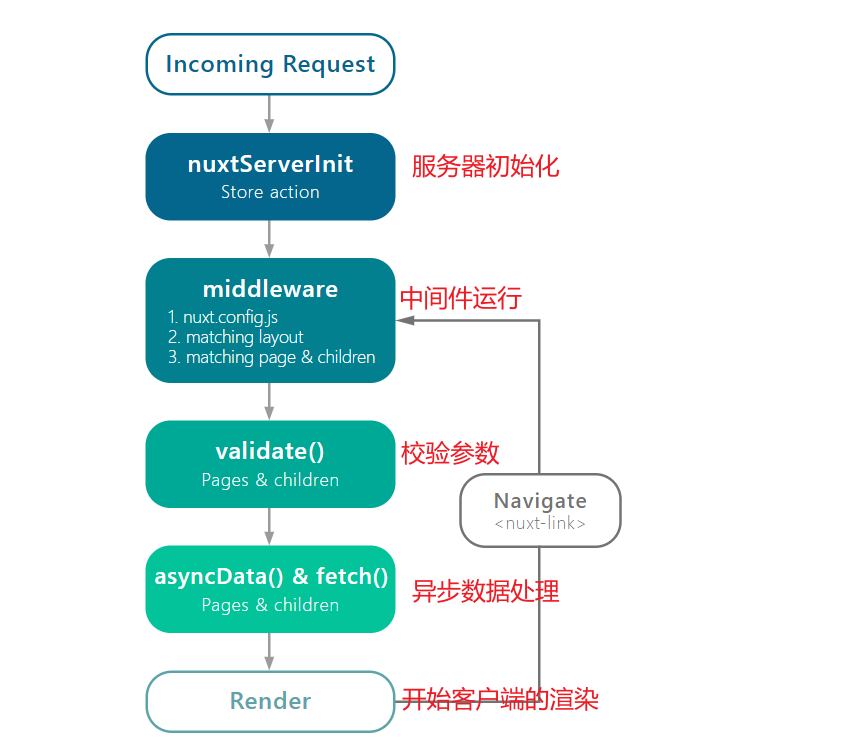 Incoming Request
nuxtServerInit
Store action
服务器初始化
middleware
1. nuxt.config.js
2. matching layout
3. matching page & children
中间件运行
validate()
Pages & children
校验参数
Navigate
<nuxt-link>
asyncData() & fetch()
Pages & children
异步数据处理
Render
开始客户端的渲染